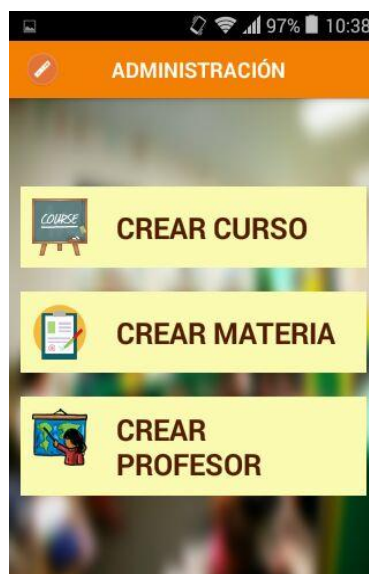 97% 10:38
ADMINISTRACIÓN
COURSE
CREAR CURSO
CREAR MATERIA
CREAR
PROFESOR